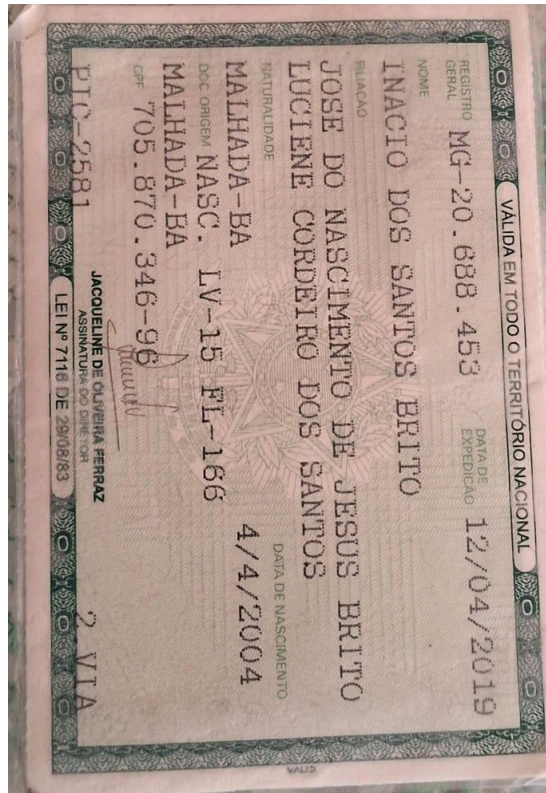 VÁLIDA EM TODO O TERRITÓRIO NACIONAL
REGISTRO GERAL MG-20.688.453 DATA DE EXPEDIÇÃO 12/04/2019
NOME
INACIO DOS SANTOS BRITO
FILIAÇÃO
JOSE DO NASCIMENTO DE JESUS BRITO
LUCIENE CORDEIRO DOS SANTOS
NATURALIDADE DATA DE NASCIMENTO
MALHADA-BA 4/4/2004
DOC ORIGEM NASC. LV-15 FL-166
MALHADA-BA
CPF 705.870.346-96
JACQUELINE DE OLIVEIRA FERRAZ
PIC-2581 ASSINATURA DO DIRETOR 2 VIA
LEI Nº 7116 DE 29/08/83